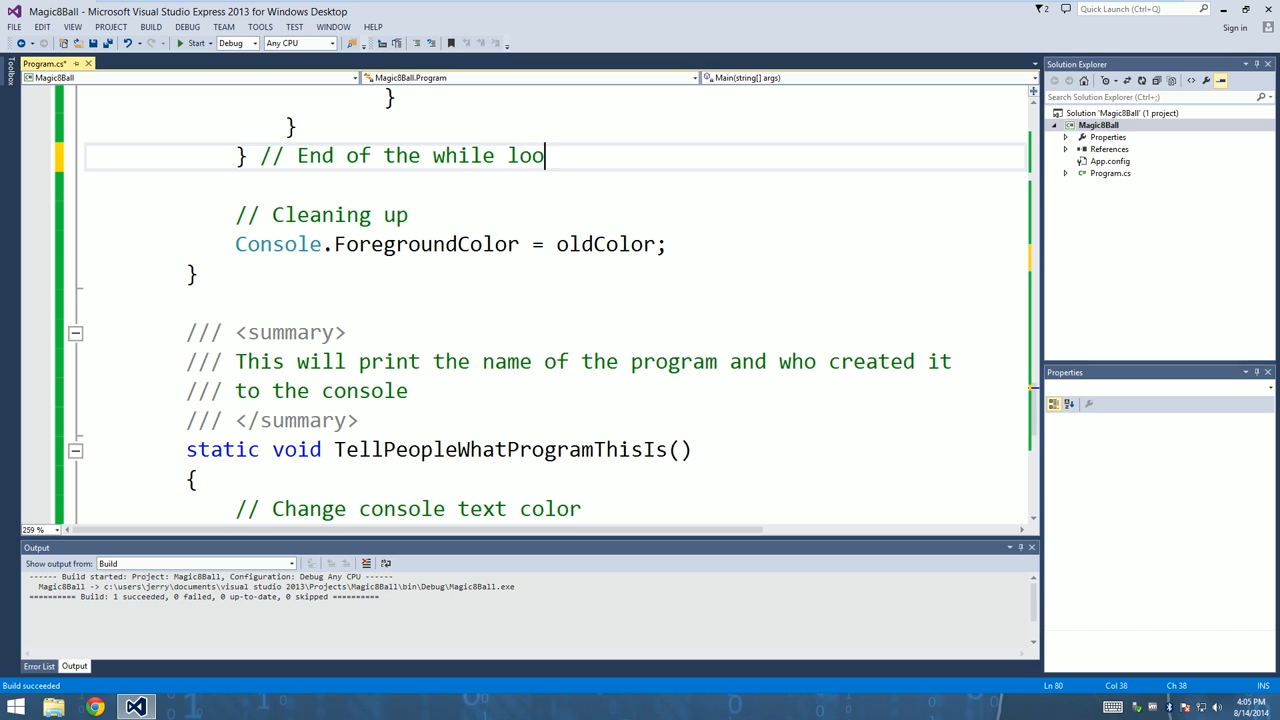 Magic8Ball - Microsoft Visual Studio Express 2013 for Windows Desktop
2
Quick Launch (Ctrl+Q)
FILE EDIT VIEW PROJECT BUILD DEBUG TEAM TOOLS TEST WINDOW HELP
Sign in
Start Debug Any CPU
Toolbox
Program.cs*
Magic8Ball
Magic8Ball.Program
Main(string[] args)
}
}
} // End of the while loo
// Cleaning up
Console.ForegroundColor = oldColor;
}
/// <summary>
/// This will print the name of the program and who created it
/// to the console
/// </summary>
static void TellPeopleWhatProgramThisIs()
{
// Change console text color
259 %
Solution Explorer
Search Solution Explorer (Ctrl+;)
Solution 'Magic8Ball' (1 project)
Magic8Ball
Properties
References
App.config
Program.cs
Properties
Output
Show output from: Build
------ Build started: Project: Magic8Ball, Configuration: Debug Any CPU ------
Magic8Ball -> c:\users\jerry\documents\visual studio 2013\Projects\Magic8Ball\bin\Debug\Magic8Ball.exe
========== Build: 1 succeeded, 0 failed, 0 up-to-date, 0 skipped ==========
Error List Output
Build succeeded
Ln 80 Col 38 Ch 38 INS
4:05 PM
8/14/2014